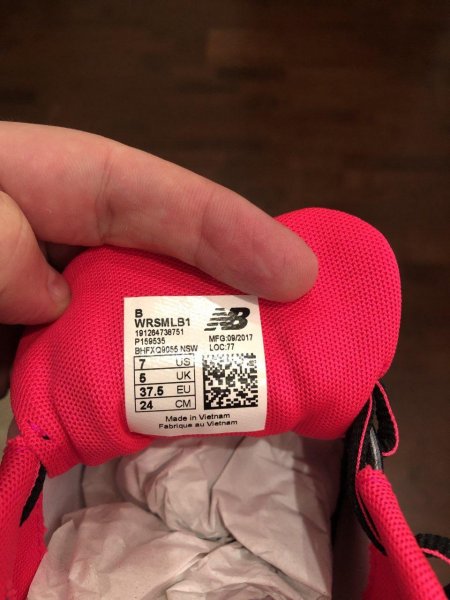 B
WRSMLB1
191264738751
P159535
BHFXQ9055 NSW
NB
MFG:09/2017
LOC:77
7 US
5 UK
37.5 EU
24 CM
Made in Vietnam
Fabriqué au Vietnam